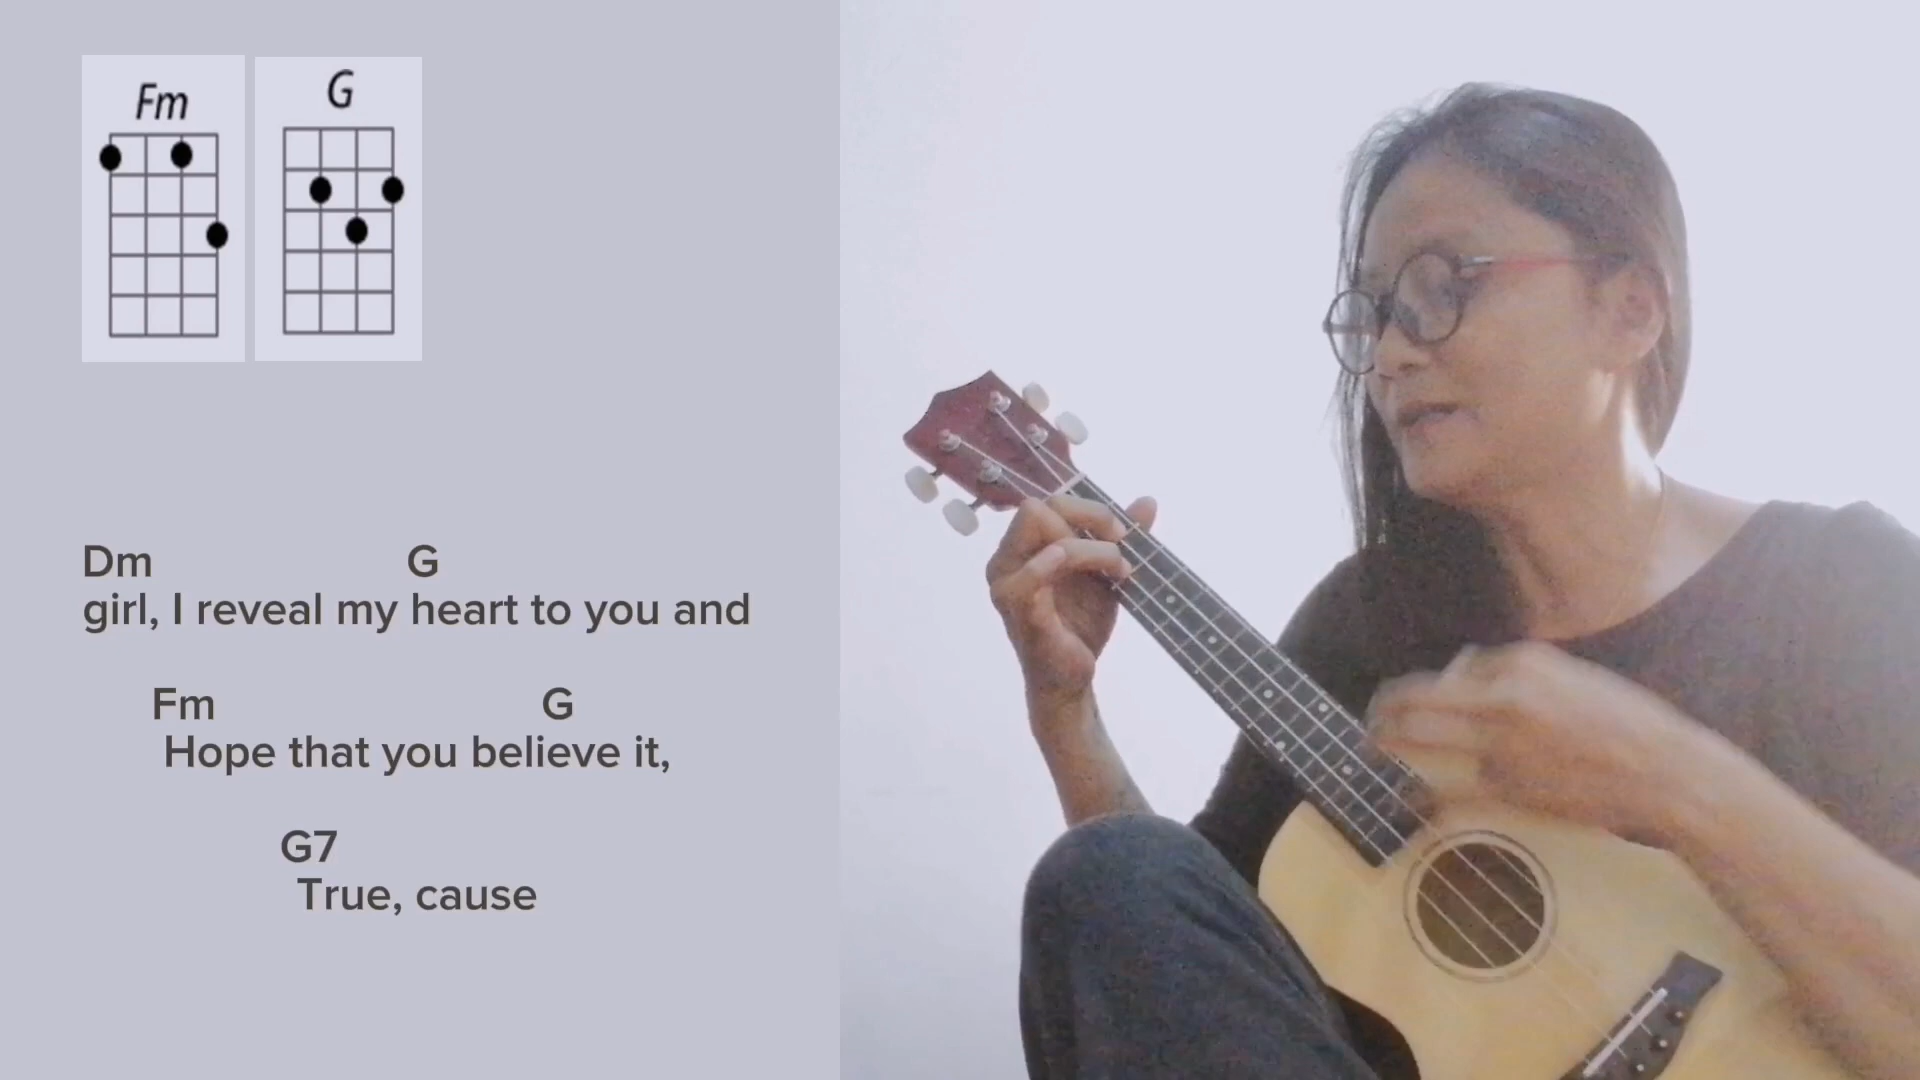 Fm G
Dm G
girl, I reveal my heart to you and
Fm G
Hope that you believe it,
G7
True, cause